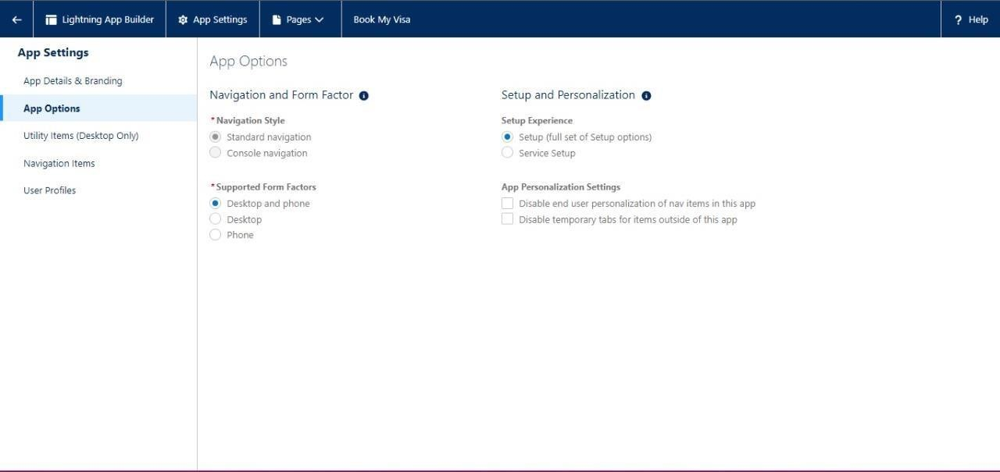 Lightning App Builder App Settings Pages Book My Visa ? Help
App Settings
App Details & Branding
App Options
Utility Items (Desktop Only)
Navigation Items
User Profiles
App Options
Navigation and Form Factor
* Navigation Style
Standard navigation
Console navigation
* Supported Form Factors
Desktop and phone
Desktop
Phone
Setup and Personalization
Setup Experience
Setup (full set of Setup options)
Service Setup
App Personalization Settings
Disable end user personalization of nav items in this app
Disable temporary tabs for items outside of this app